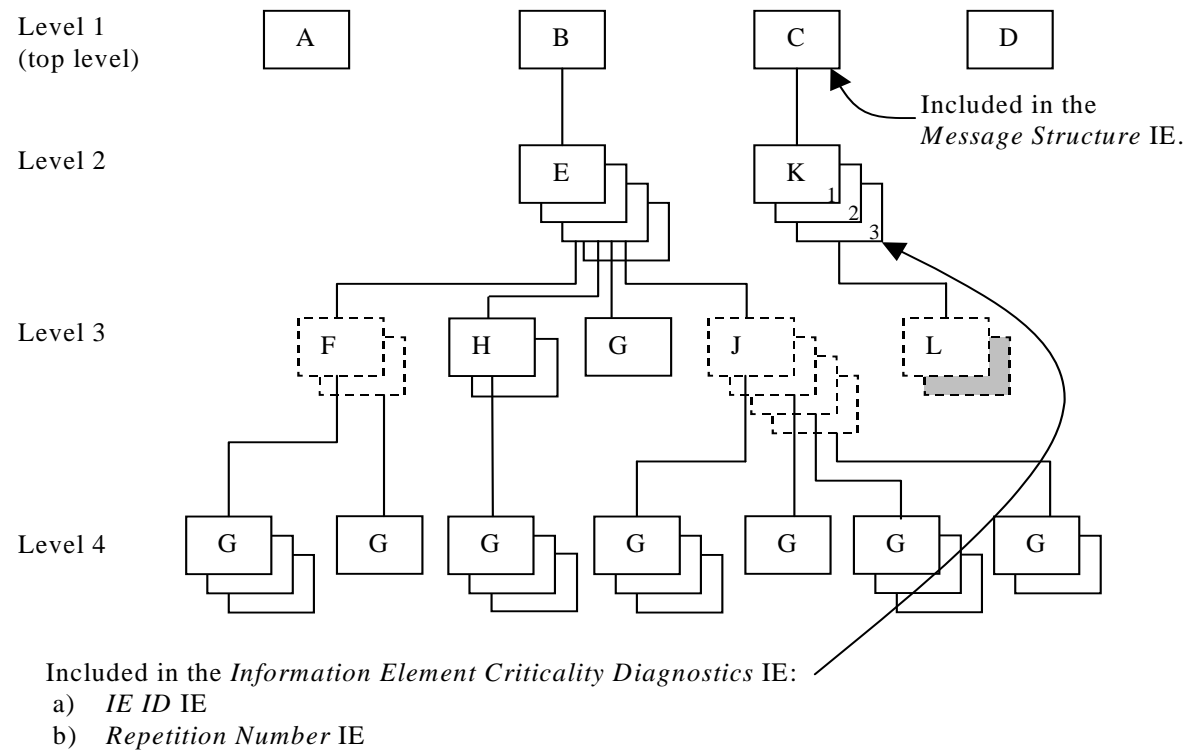 Level 1
(top level)
A
B
C
D
Included in the
Message Structure IE.
Level 2
E
K
1
2
3
Level 3
F
H
G
J
L
Level 4
G
G
G
G
G
G
G
Included in the Information Element Criticality Diagnostics IE:
a) IE ID IE
b) Repetition Number IE